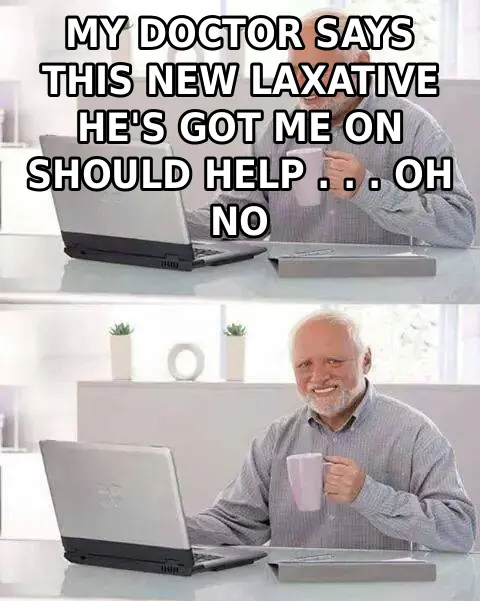 MY DOCTOR SAYS
THIS NEW LAXATIVE
HE'S GOT ME ON
SHOULD HELP . . . OH
NO